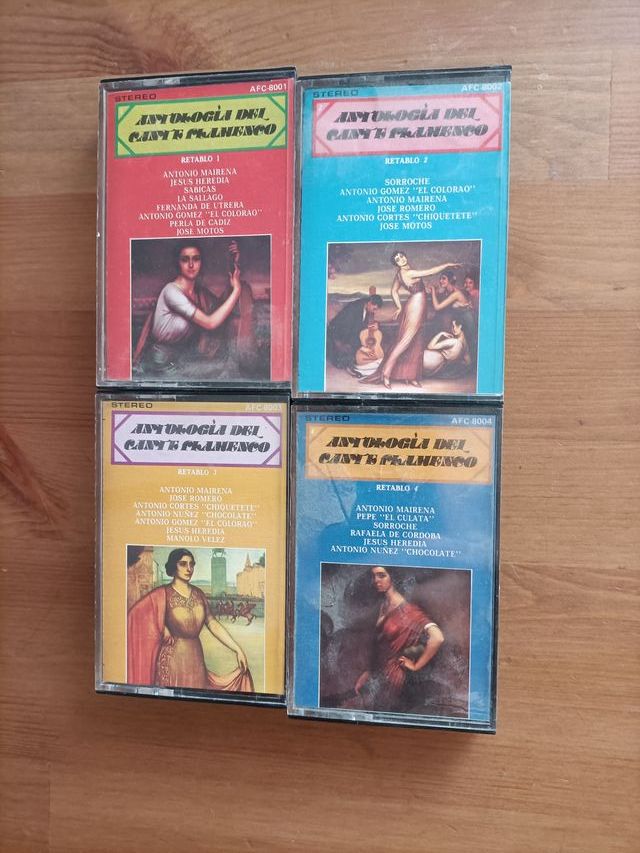 STEREO AFC-8001
ANTOLOGÌA DEL
CANTE FLAMENCO
RETABLO 1
ANTONIO MAIRENA
JESUS HEREDIA
SABICAS
LA SALLAGO
FERNANDA DE UTRERA
ANTONIO GOMEZ "EL COLORAO"
PERLA DE CADIZ
JOSE MOTOS
STEREO AFC-8002
ANTOLOGÌA DEL
CANTE FLAMENCO
RETABLO 2
SORROCHE
ANTONIO GOMEZ "EL COLORAO"
ANTONIO MAIRENA
JOSE ROMERO
ANTONIO CORTES "CHIQUETETE"
JOSE MOTOS
STEREO AFC-8003
ANTOLOGÌA DEL
CANTE FLAMENCO
RETABLO 3
ANTONIO MAIRENA
JOSE ROMERO
ANTONIO CORTES "CHIQUETETE"
ANTONIO NUÑEZ "CHOCOLATE"
ANTONIO GOMEZ "EL COLORAO"
JESUS HEREDIA
MANOLO VELEZ
STEREO AFC-8004
ANTOLOGÌA DEL
CANTE FLAMENCO
RETABLO 4
ANTONIO MAIRENA
PEPE "EL CULATA"
SORROCHE
RAFAELA DE CORDOBA
JESUS HEREDIA
ANTONIO NUÑEZ "CHOCOLATE"